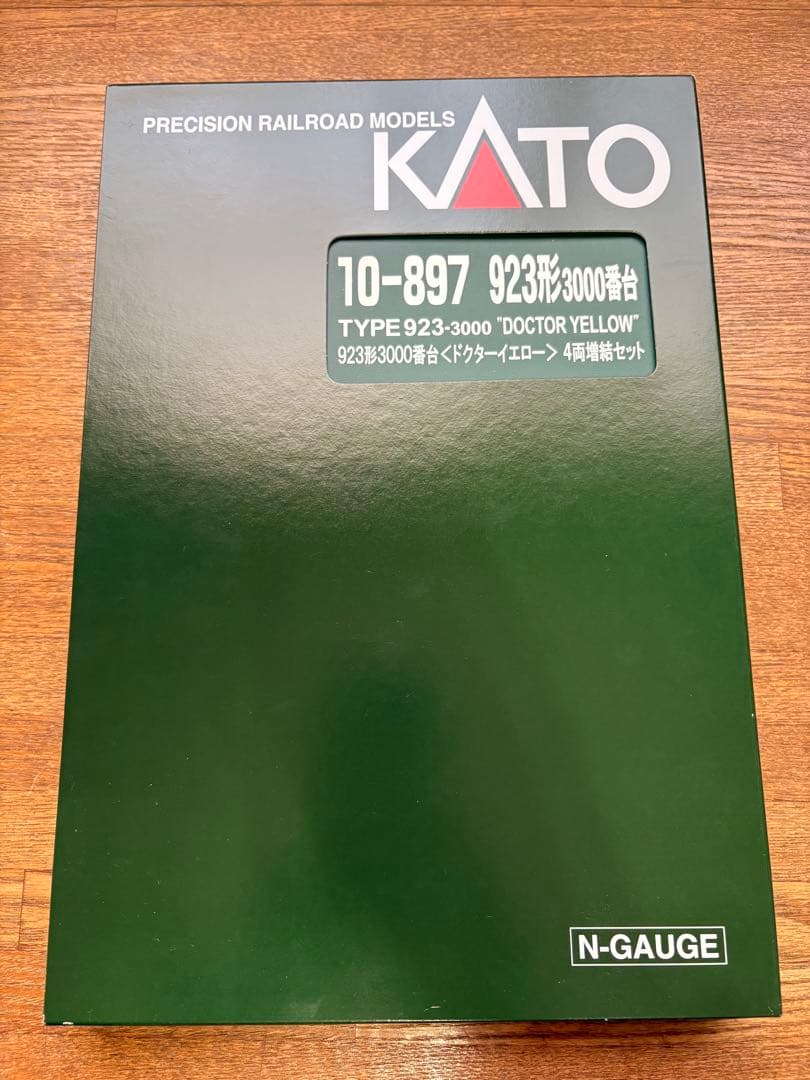 PRECISION RAILROAD MODELS
KATO
10-897 923形3000番台
TYPE 923-3000 "DOCTOR YELLOW"
923形3000番台<ドクターイエロー> 4両増結セット
N-GAUGE